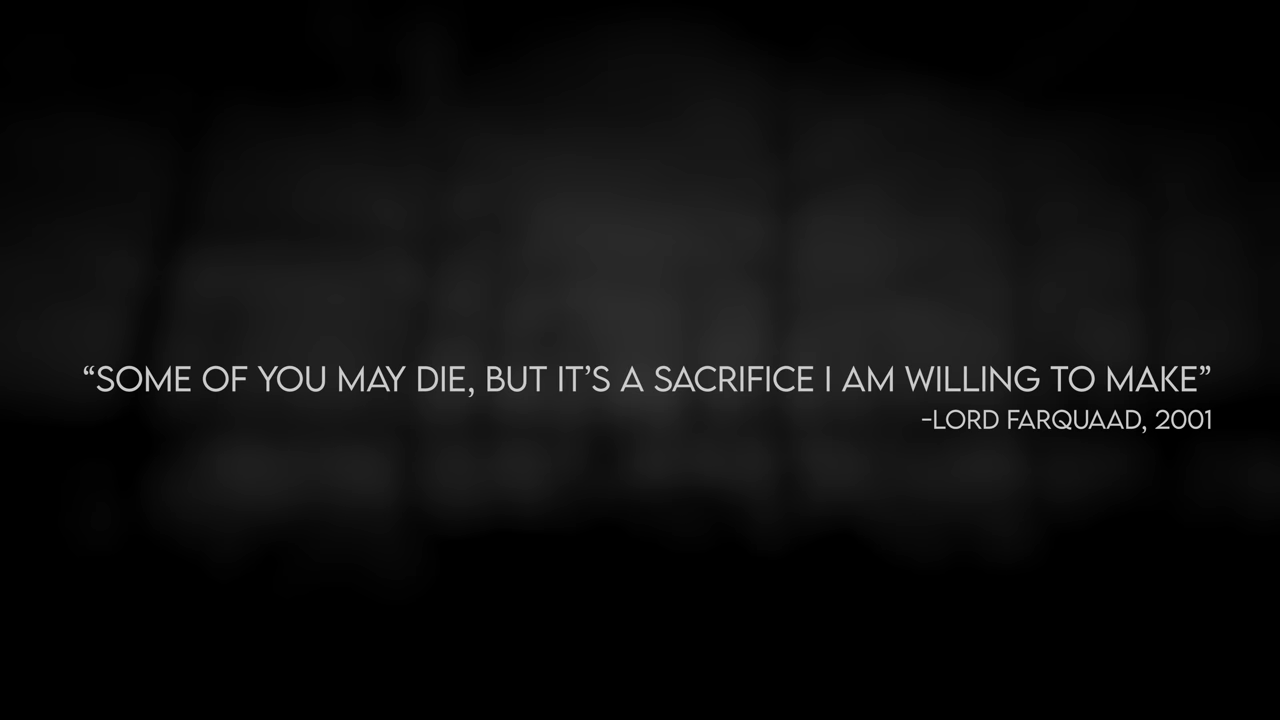 “SOME OF YOU MAY DIE, BUT IT’S A SACRIFICE I AM WILLING TO MAKE”
-LORD FARQUAAD, 2001